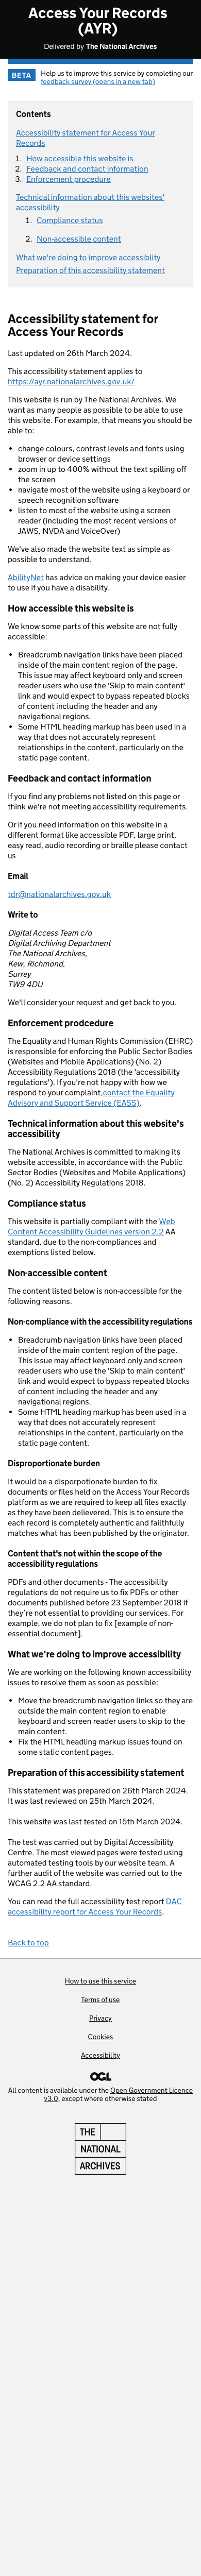 Access Your Records
(AYR)
Delivered by The National Archives
BETA
Help us to improve this service by completing our
feedback survey (opens in a new tab)
Contents
Accessibility statement for Access Your
Records
1. How accessible this website is
2. Feedback and contact information
3. Enforcement procedure
Technical information about this websites'
accessibility
1. Compliance status
2. Non-accessible content
What we're doing to improve accessiblity
Preparation of this accessibility statement
Accessibility statement for
Access Your Records
Last updated on 26th March 2024.
This accessibility statement applies to
https://ayr.nationalarchives.gov.uk/
This website is run by The National Archives. We
want as many people as possible to be able to use
this website. For example, that means you should be
able to:
• change colours, contrast levels and fonts using
browser or device settings
• zoom in up to 400% without the text spilling off
the screen
• navigate most of the website using a keyboard or
speech recognition software
• listen to most of the website using a screen
reader (including the most recent versions of
JAWS, NVDA and VoiceOver)
We've also made the website text as simple as
possible to understand.
AbilityNet has advice on making your device easier
to use if you have a disability.
How accessible this website is
We know some parts of this website are not fully
accessible:
• Breadcrumb navigation links have been placed
inside of the main content region of the page.
This issue may affect keyboard only and screen
reader users who use the 'Skip to main content'
link and would expect to bypass repeated blocks
of content including the header and any
navigational regions.
• Some HTML heading markup has been used in a
way that does not accurately represent
relationships in the content, particularly on the
static page content.
Feedback and contact information
If you find any problems not listed on this page or
think we're not meeting accessibility requirements.
Or if you need information on this website in a
different format like accessible PDF, large print,
easy read, audio recording or braille please contact
us
Email
tdr@nationalarchives.gov.uk
Write to
Digital Access Team c/o
Digital Archiving Department
The National Archives,
Kew, Richmond,
Surrey
TW9 4DU
We'll consider your request and get back to you.
Enforcement prodcedure
The Equality and Human Rights Commission (EHRC)
is responsible for enforcing the Public Sector Bodies
(Websites and Mobile Applications) (No. 2)
Accessibility Regulations 2018 (the 'accessibility
regulations'). If you're not happy with how we
respond to your complaint,contact the Equality
Advisory and Support Service (EASS).
Technical information about this website's
accessibility
The National Archives is committed to making its
website accessible, in accordance with the Public
Sector Bodies (Websites and Mobile Applications)
(No. 2) Accessibility Regulations 2018.
Compliance status
This website is partially compliant with the Web
Content Accessibility Guidelines version 2.2 AA
standard, due to the non-compliances and
exemptions listed below.
Non-accessible content
The content listed below is non-accessible for the
following reasons.
Non-compliance with the accessibility regulations
• Breadcrumb navigation links have been placed
inside of the main content region of the page.
This issue may affect keyboard only and screen
reader users who use the 'Skip to main content'
link and would expect to bypass repeated blocks
of content including the header and any
navigational regions.
• Some HTML heading markup has been used in a
way that does not accurately represent
relationships in the content, particularly on the
static page content.
Disproportionate burden
It would be a disproportionate burden to fix
documents or files held on the Access Your Records
platform as we are required to keep all files exactly
as they have been delievered. This is to ensure the
each record is completely authentic and faithfully
matches what has been published by the originator.
Content that's not within the scope of the
accessibility regulations
PDFs and other documents - The accessibility
regulations do not require us to fix PDFs or other
documents published before 23 September 2018 if
they're not essential to providing our services. For
example, we do not plan to fix [example of non-
essential document].
What we're doing to improve accessibility
We are working on the following known accessibility
issues to resolve them as soon as possible:
• Move the breadcrumb navigation links so they are
outside the main content region to enable
keyboard and screen reader users to skip to the
main content.
• Fix the HTML headling markup issues found on
some static content pages.
Preparation of this accessibility statement
This statement was prepared on 26th March 2024.
It was last reviewed on 25th March 2024.
This website was last tested on 15th March 2024.
The test was carried out by Digital Accessibility
Centre. The most viewed pages were tested using
automated testing tools by our website team. A
further audit of the website was carried out to the
WCAG 2.2 AA standard.
You can read the full accessibility test report DAC
accessibility report for Access Your Records.
Back to top
How to use this service
Terms of use
Privacy
Cookies
Accessibility
OGL
All content is available under the Open Government Licence
v3.0, except where otherwise stated
THE
NATIONAL
ARCHIVES